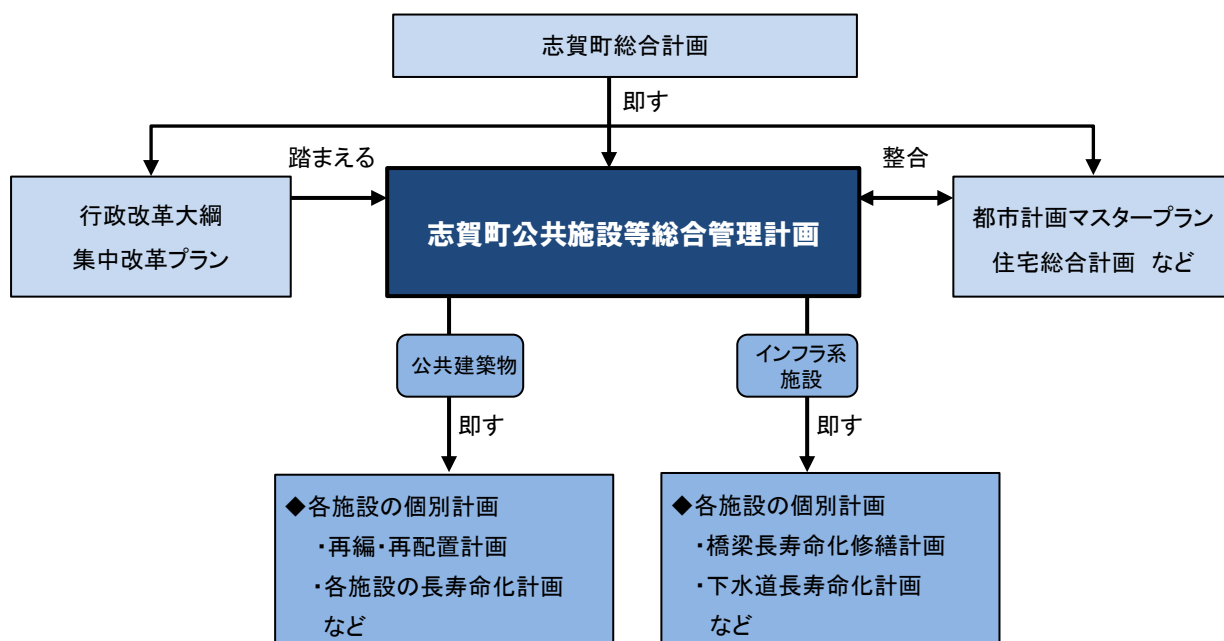 志賀町総合計画
即す
踏まえる
整合
行政改革大綱
集中改革プラン
志賀町公共施設等総合管理計画
都市計画マスタープラン
住宅総合計画 など
公共建築物
インフラ系
施設
即す
即す
◆各施設の個別計画
・再編・再配置計画
・各施設の長寿命化計画
など
◆各施設の個別計画
・橋梁長寿命化修繕計画
・下水道長寿命化計画
など